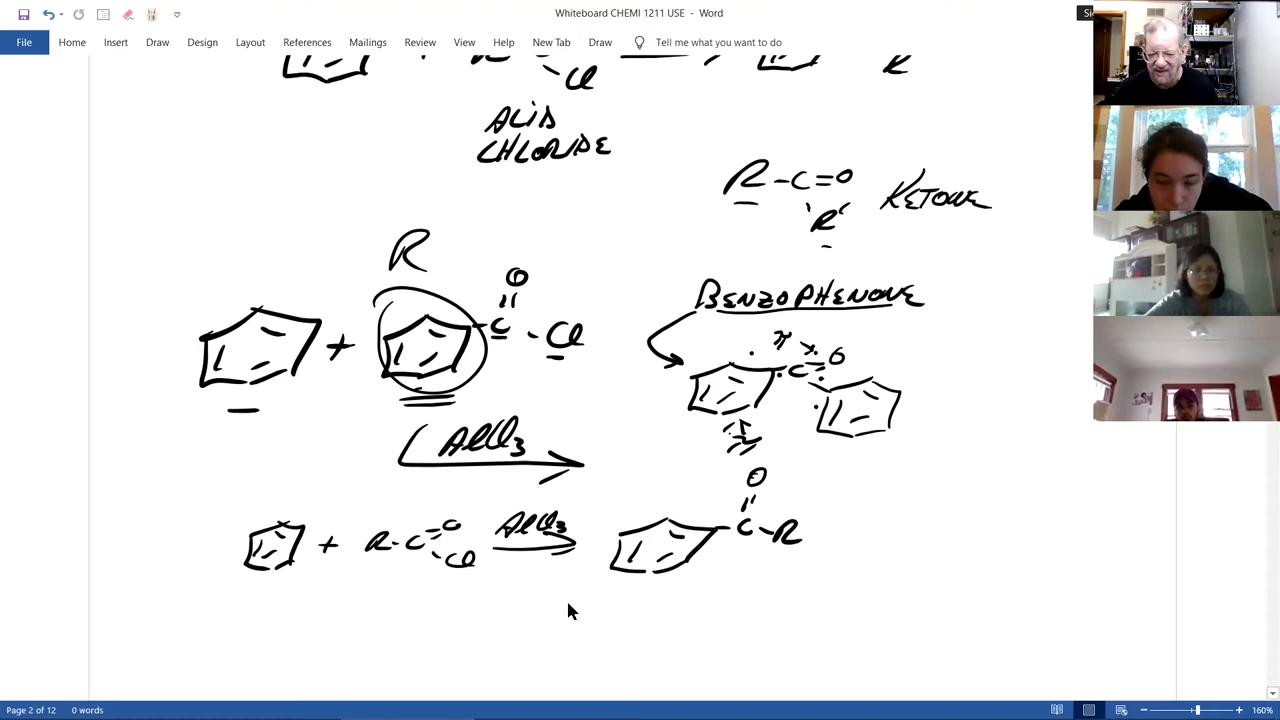 Whiteboard CHEMI 1211 USE - Word
File Home Insert Draw Design Layout References Mailings Review View Help New Tab Draw Tell me what you want to do
Cl
R
ACID
CHLORIDE
R-C=O
R'
KETONE
R
O
C-Cl
+
BENZOPHENONE
π
C=O
AlCl3
+ R-C=O
Cl
AlCl3
O
C-R
Page 2 of 12 0 words
160%